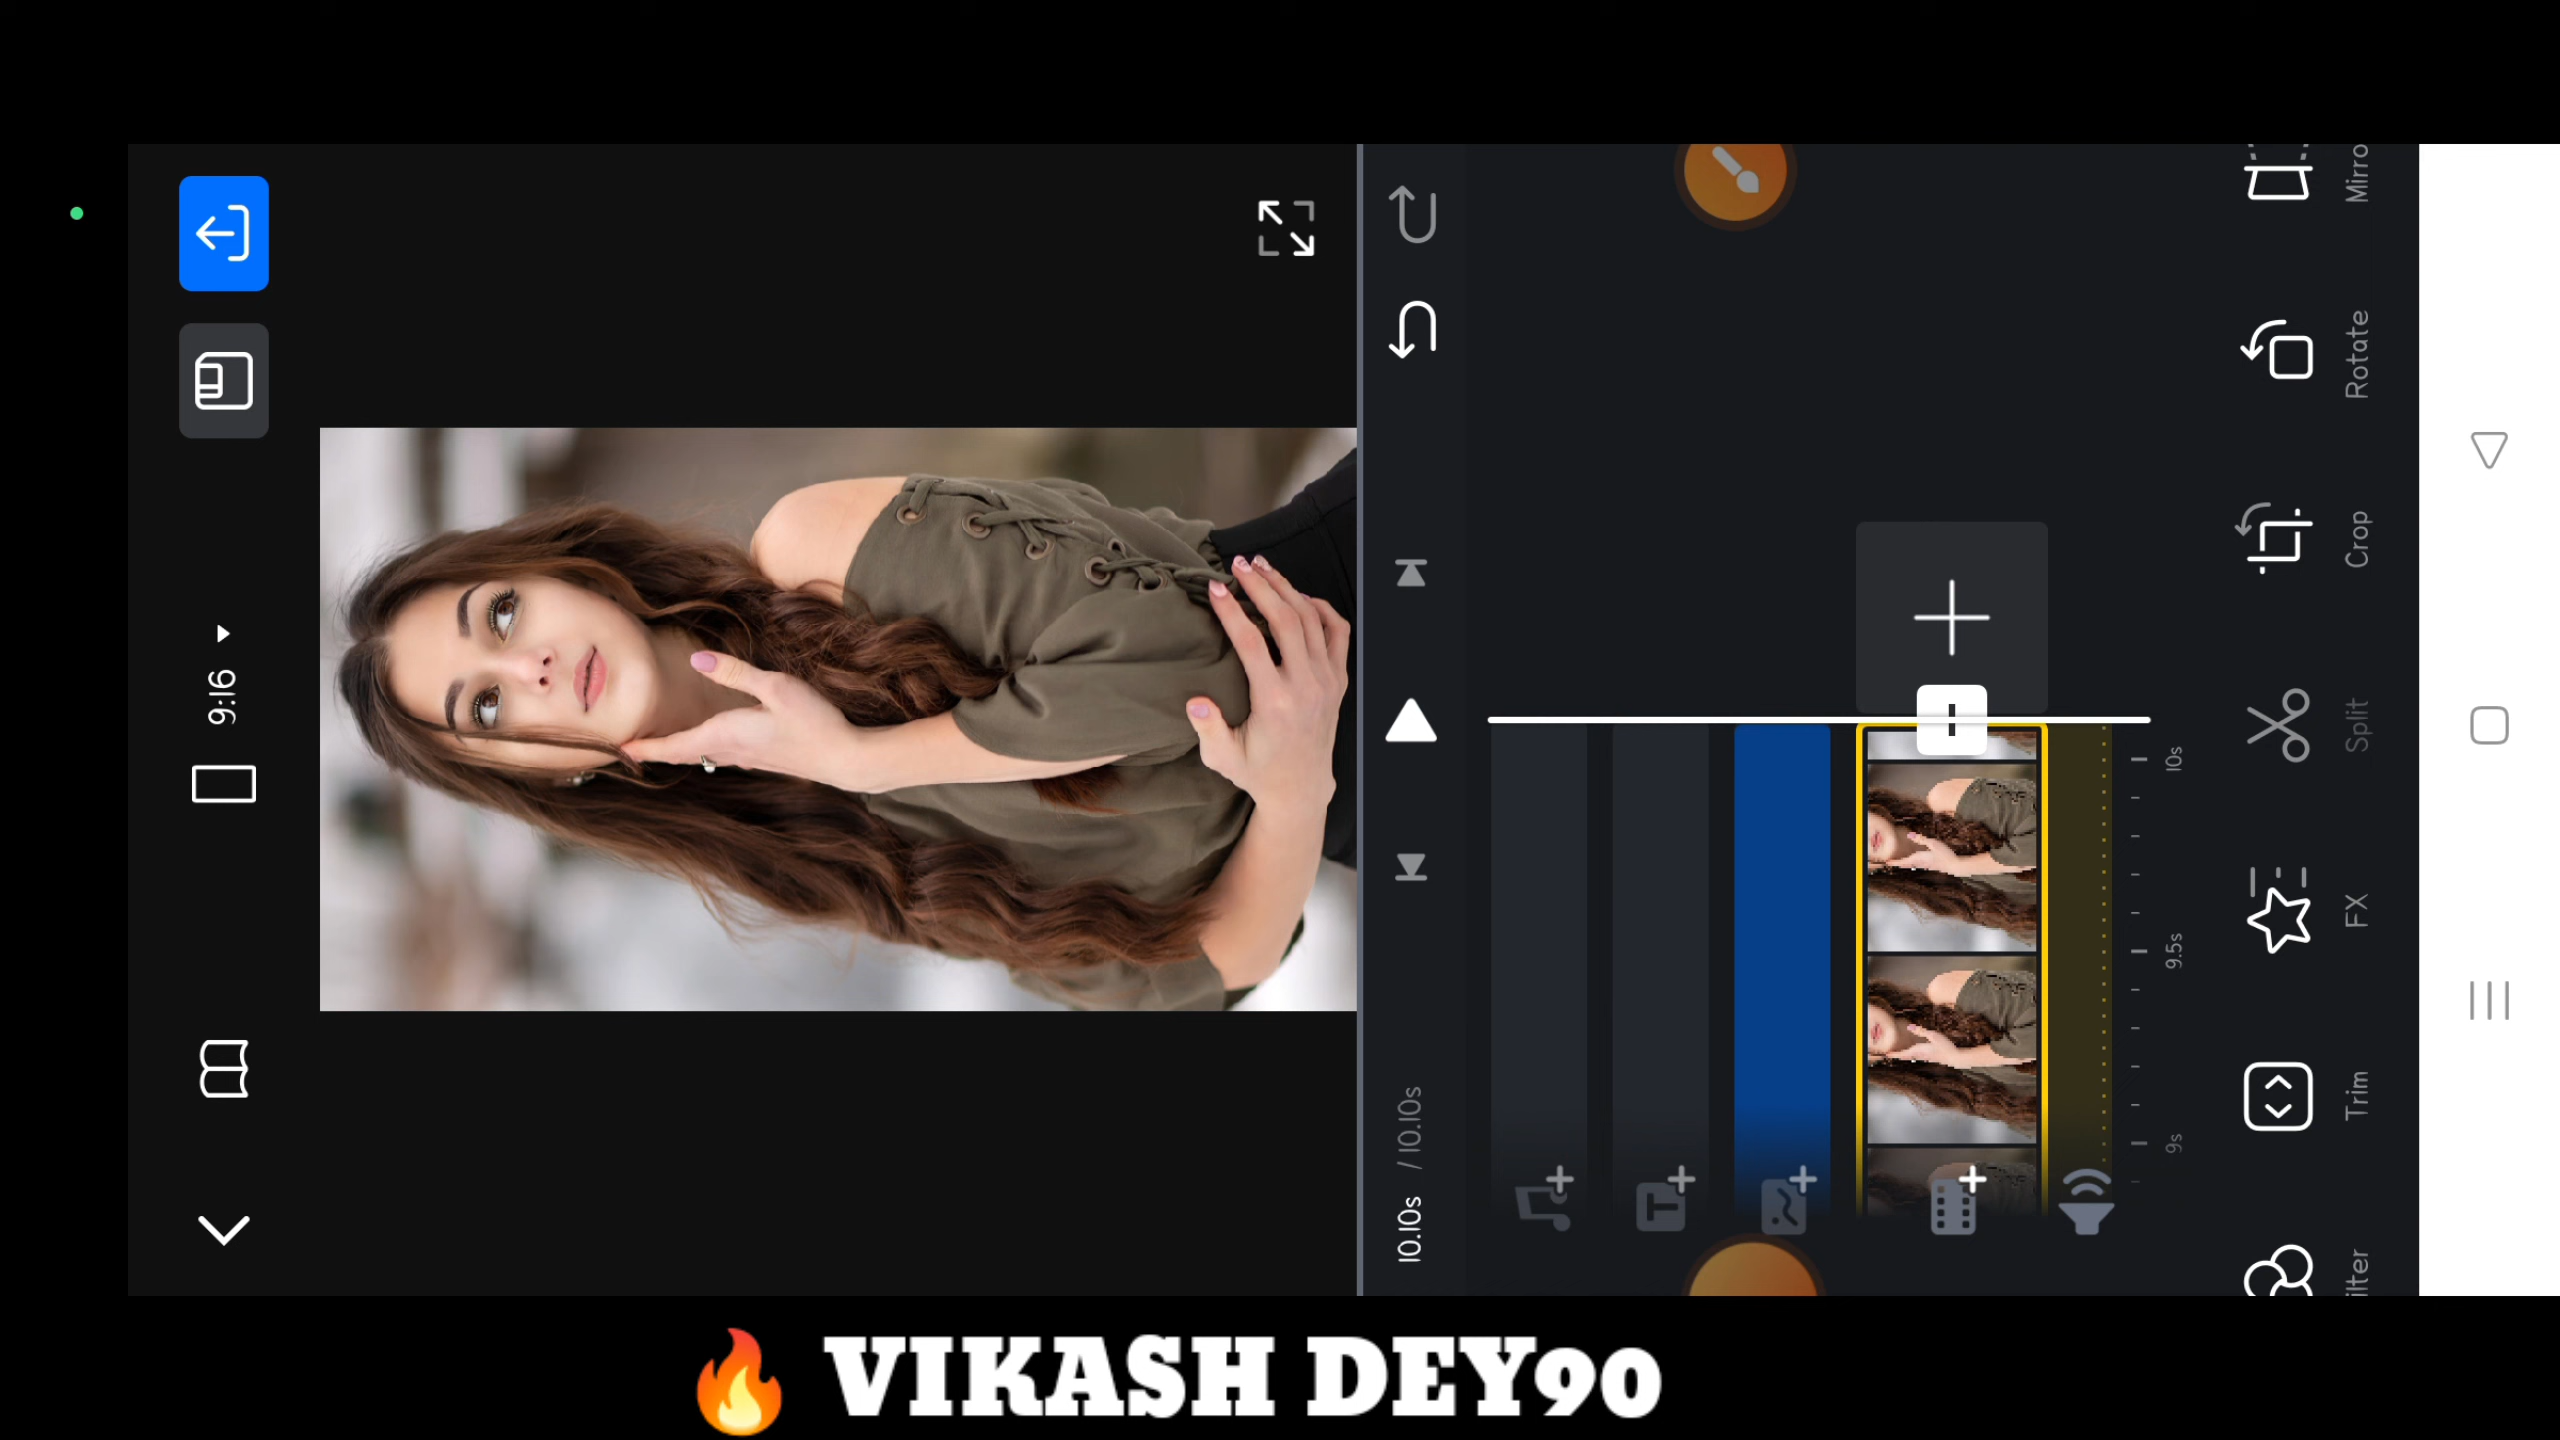 9:16
10.10s / 10.10s
9s
9.5s
10s
ilter
Trim
FX
Split
Crop
Rotate
Mirro
T
VIKASH DEY90